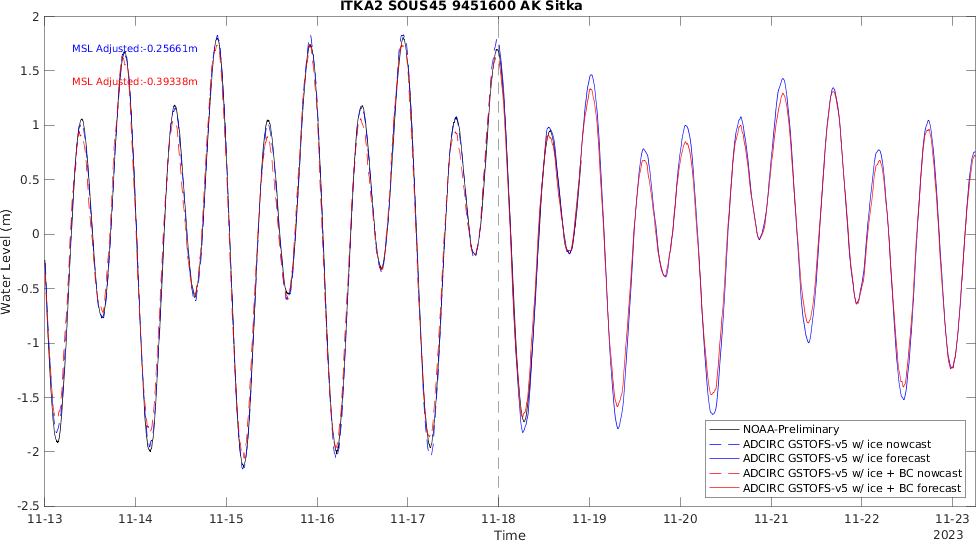 ITKA2 SOUS45 9451600 AK Sitka
MSL Adjusted:-0.25661m
MSL Adjusted:-0.39338m
Water Level (m)
2
1.5
1
0.5
0
-0.5
-1
-1.5
-2
-2.5
NOAA-Preliminary
ADCIRC GSTOFS-v5 w/ ice nowcast
ADCIRC GSTOFS-v5 w/ ice forecast
ADCIRC GSTOFS-v5 w/ ice + BC nowcast
ADCIRC GSTOFS-v5 w/ ice + BC forecast
11-13 11-14 11-15 11-16 11-17 11-18 11-19 11-20 11-21 11-22 11-23
Time
2023